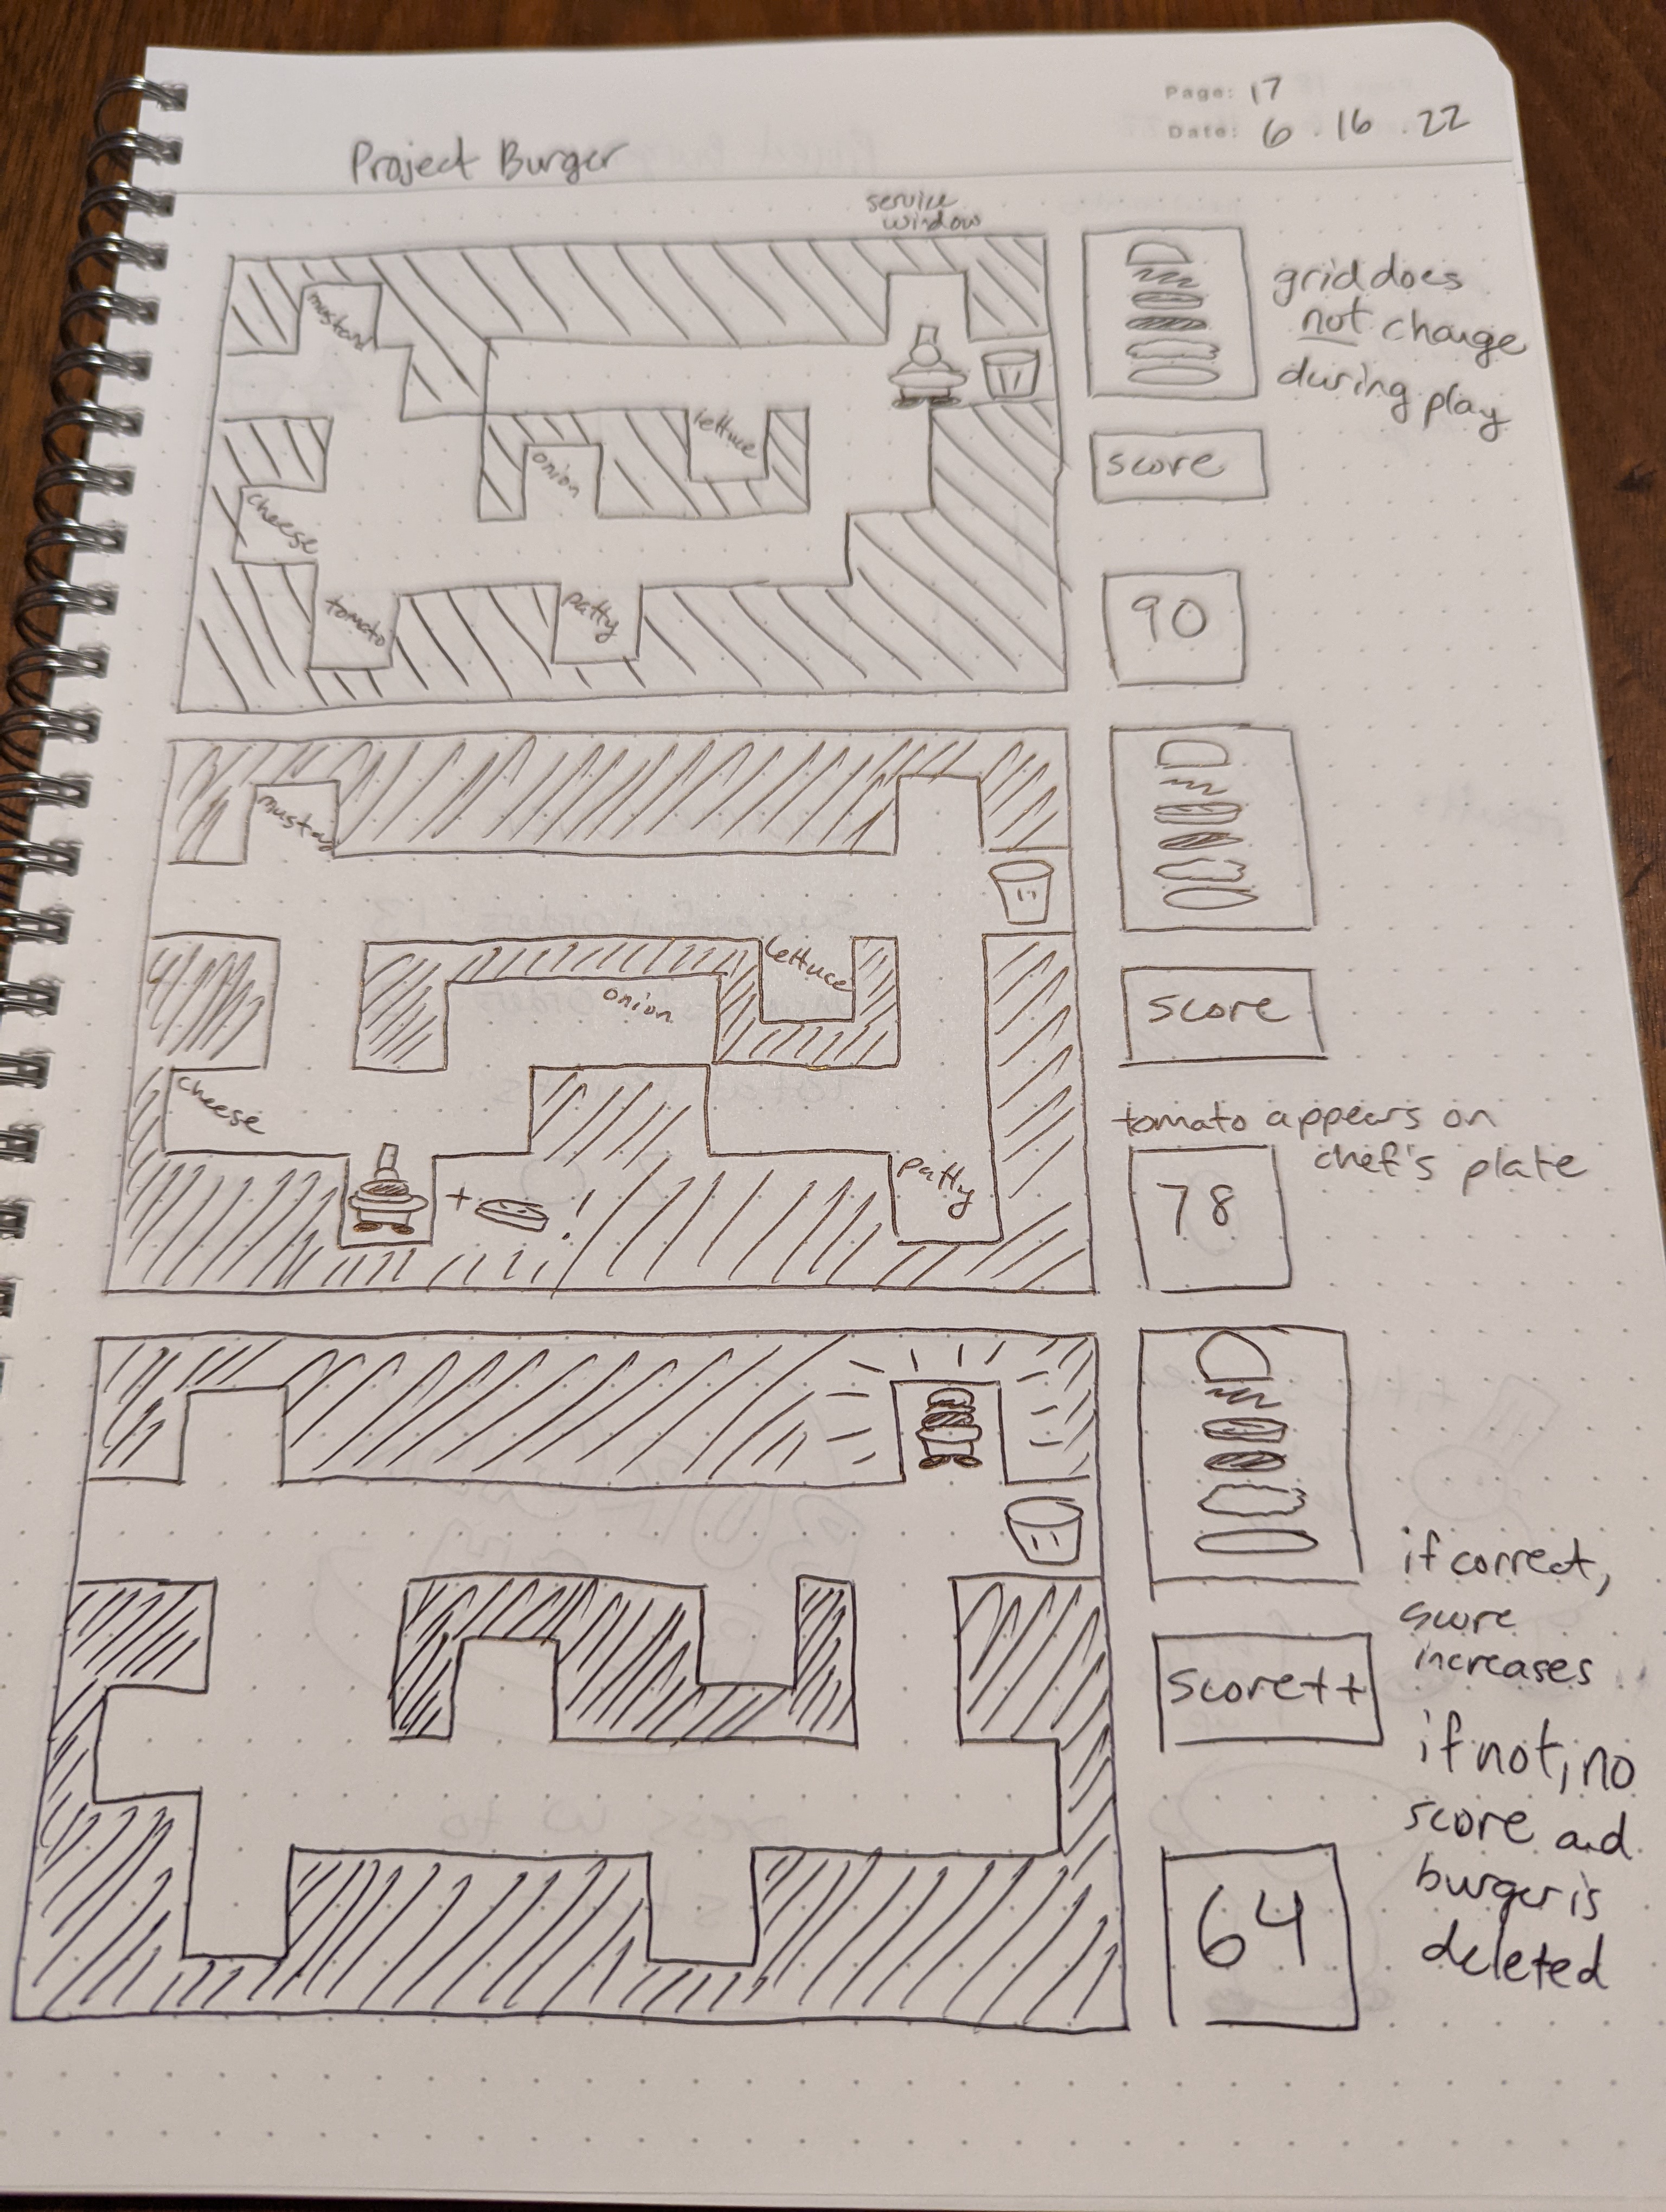 Page: 17
Date: 6 . 16 . 22
Project Burger
service
window
mustard
lettuce
onion
cheese
tomato
patty
grid does
not change
during play
score
90
mustard
lettuce
onion
cheese
patty
+ !
score
tomato appears on
chef's plate
78
score++
if correct,
score
increases
if not, no
score and
burger is
deleted
64